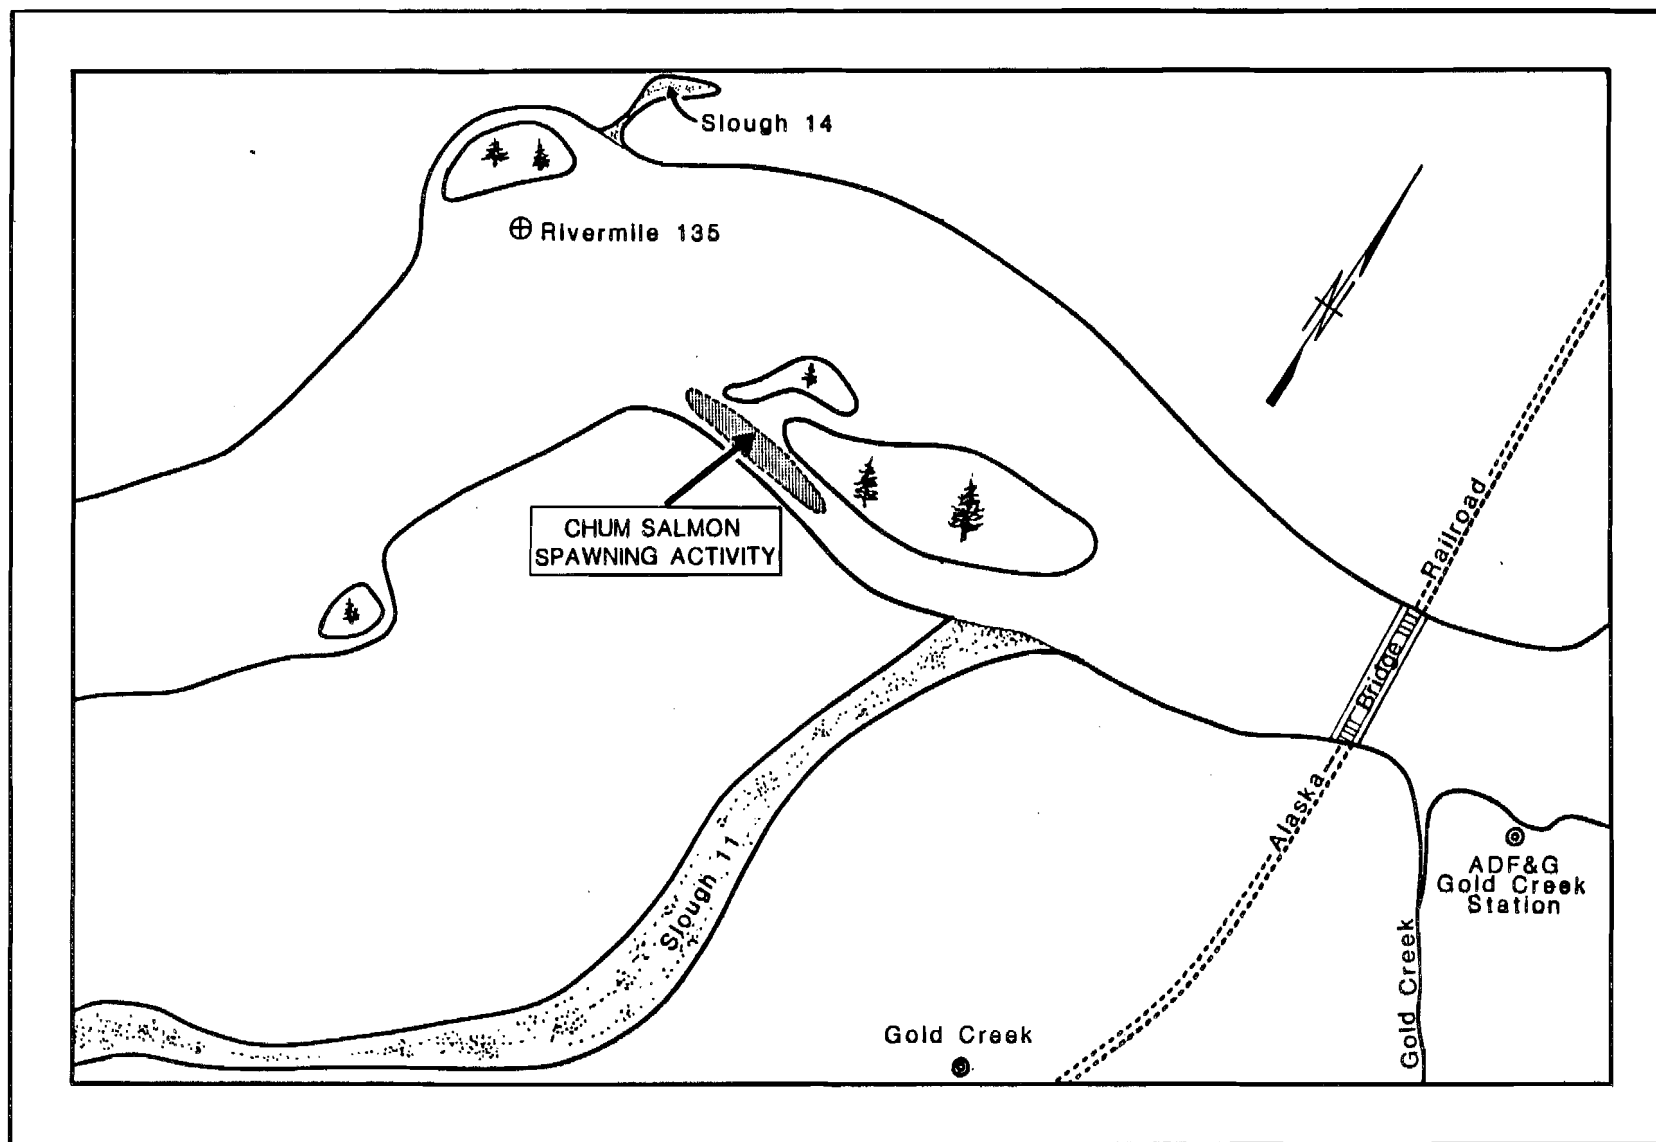 Slough 14
Rivermile 135
Railroad
CHUM SALMON
SPAWNING ACTIVITY
Bridge
Alaska
Slough 11
ADF&G
Gold Creek
Station
Gold Creek
Gold Creek
N